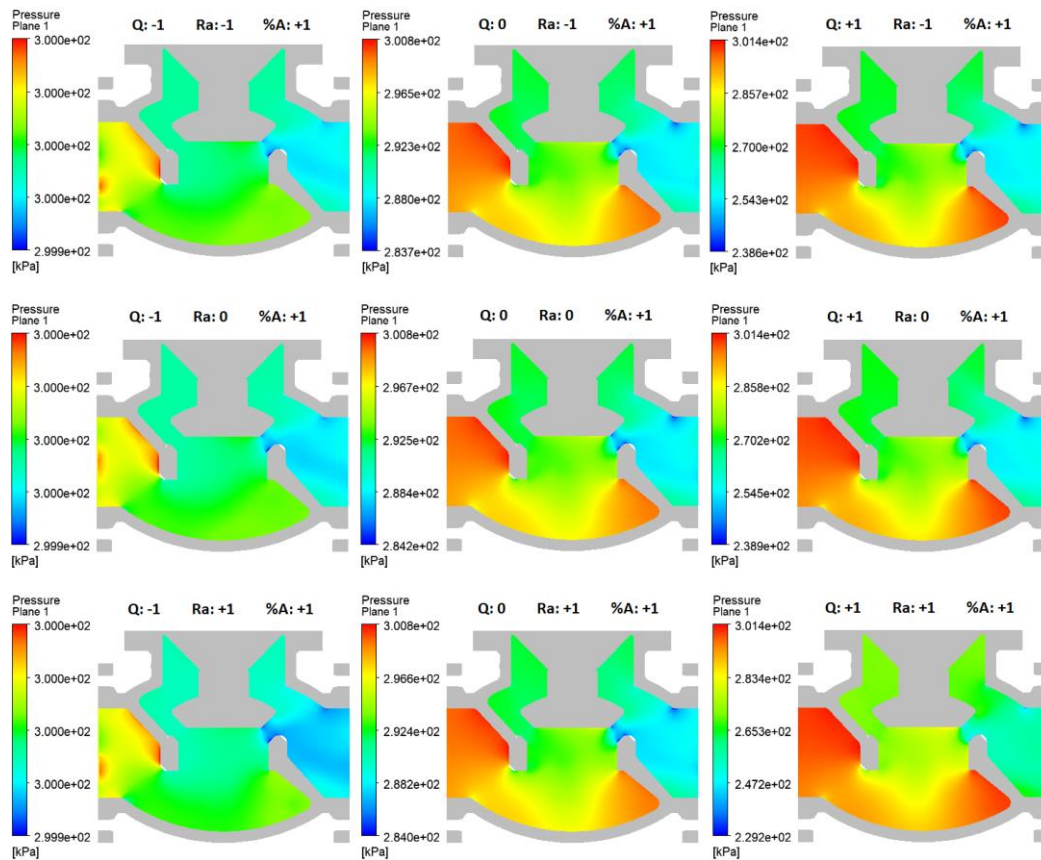 Pressure
Plane 1
Q: -1 Ra: -1 %A: +1
3.000e+02
3.000e+02
3.000e+02
3.000e+02
2.999e+02
[kPa]
Pressure
Plane 1
Q: 0 Ra: -1 %A: +1
3.008e+02
2.965e+02
2.923e+02
2.880e+02
2.837e+02
[kPa]
Pressure
Plane 1
Q: +1 Ra: -1 %A: +1
3.014e+02
2.857e+02
2.700e+02
2.543e+02
2.386e+02
[kPa]
Pressure
Plane 1
Q: -1 Ra: 0 %A: +1
3.000e+02
3.000e+02
3.000e+02
3.000e+02
2.999e+02
[kPa]
Pressure
Plane 1
Q: 0 Ra: 0 %A: +1
3.008e+02
2.967e+02
2.925e+02
2.884e+02
2.842e+02
[kPa]
Pressure
Plane 1
Q: +1 Ra: 0 %A: +1
3.014e+02
2.858e+02
2.702e+02
2.545e+02
2.389e+02
[kPa]
Pressure
Plane 1
Q: -1 Ra: +1 %A: +1
3.000e+02
3.000e+02
3.000e+02
3.000e+02
2.999e+02
[kPa]
Pressure
Plane 1
Q: 0 Ra: +1 %A: +1
3.008e+02
2.966e+02
2.924e+02
2.882e+02
2.840e+02
[kPa]
Pressure
Plane 1
Q: +1 Ra: +1 %A: +1
3.014e+02
2.834e+02
2.653e+02
2.472e+02
2.292e+02
[kPa]